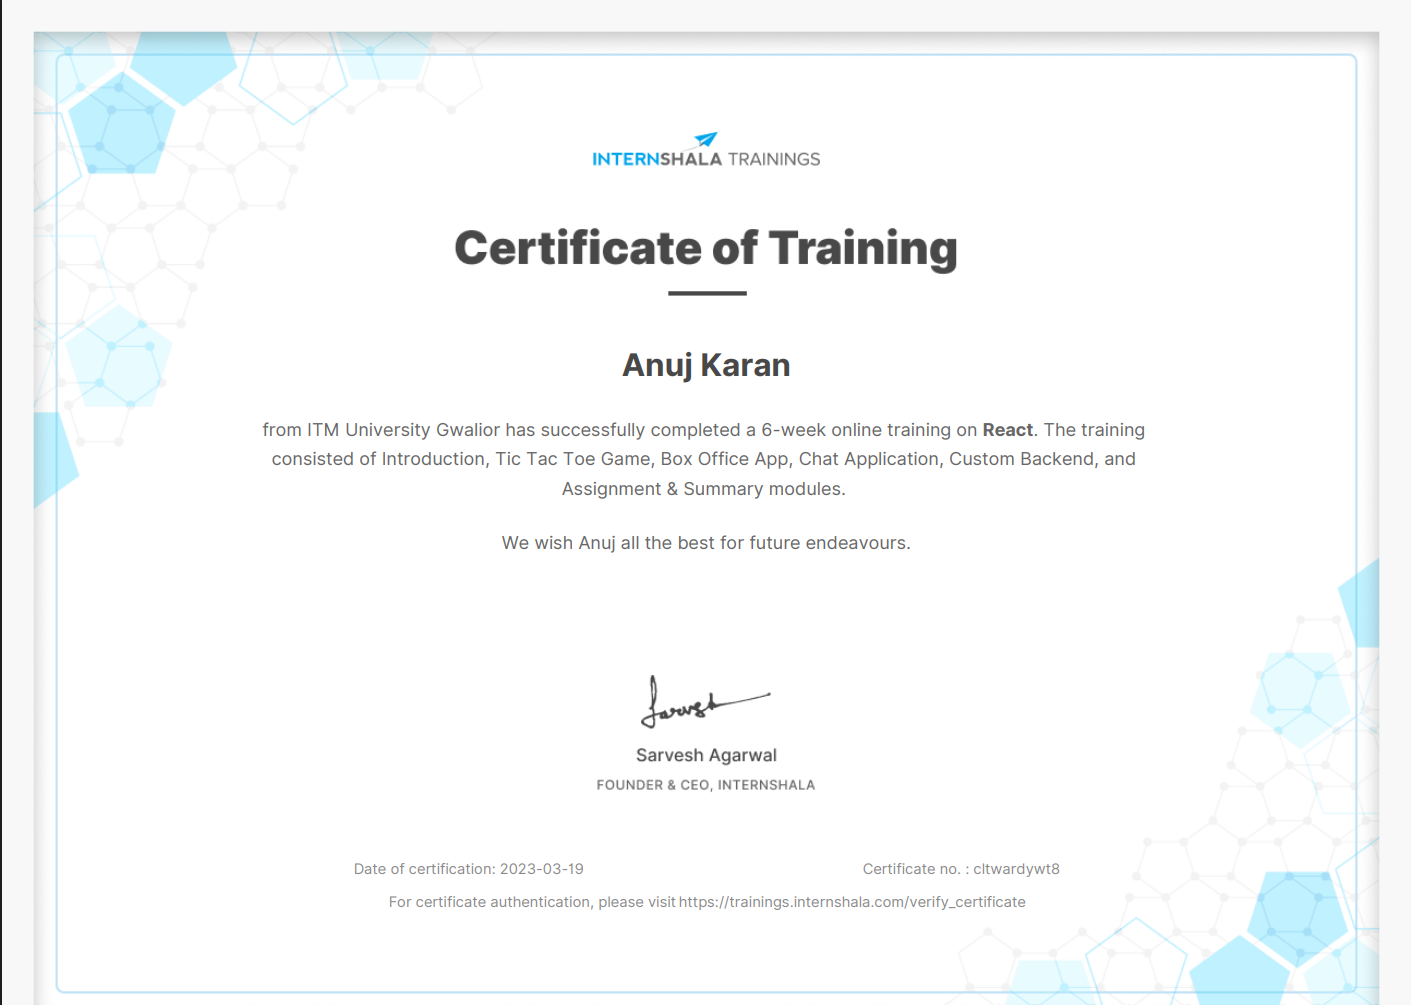 INTERNSHALA TRAININGS
Certificate of Training
Anuj Karan
from ITM University Gwalior has successfully completed a 6-week online training on React. The training
consisted of Introduction, Tic Tac Toe Game, Box Office App, Chat Application, Custom Backend, and
Assignment & Summary modules.
We wish Anuj all the best for future endeavours.
Sarvesh
Sarvesh Agarwal
FOUNDER & CEO, INTERNSHALA
Date of certification: 2023-03-19 Certificate no. : cltwardywt8
For certificate authentication, please visit https://trainings.internshala.com/verify_certificate